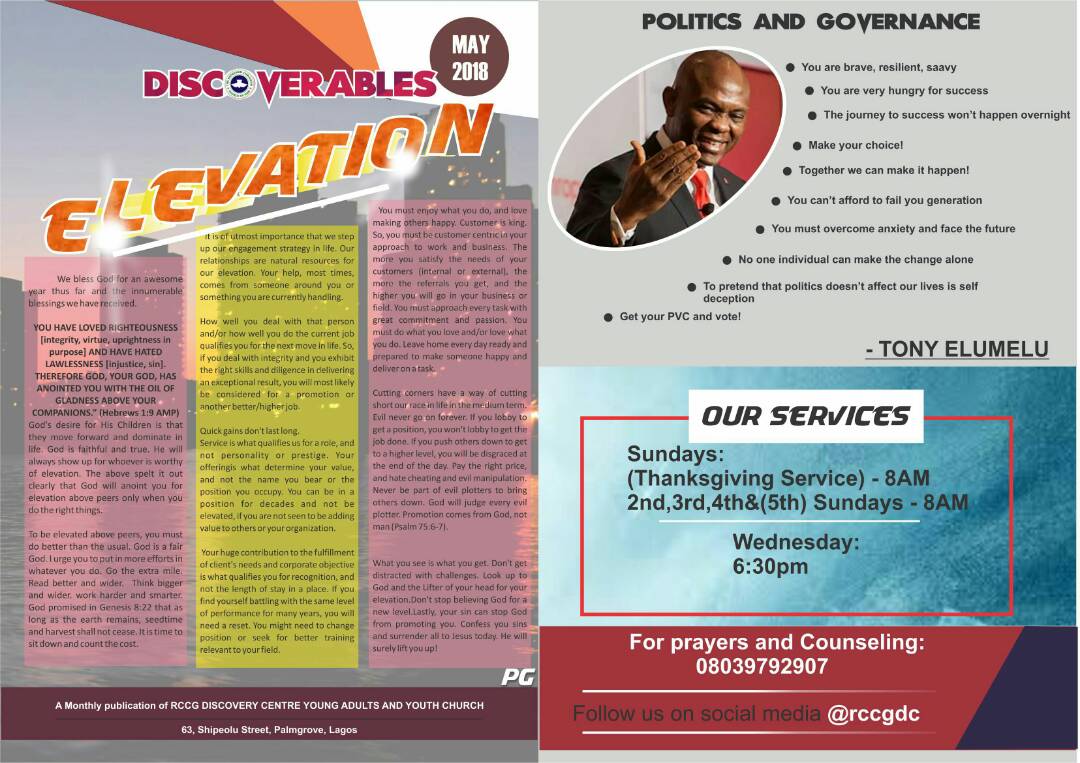 MAY
2018
DISCOVERABLES
ELEVATION
We bless God for an awesome
year thus far and the innumerable
blessings we have received.
YOU HAVE LOVED RIGHTEOUSNESS
[integrity, virtue, uprightness in
purpose] AND HAVE HATED
LAWLESSNESS [injustice, sin].
THEREFORE GOD, YOUR GOD, HAS
ANOINTED YOU WITH THE OIL OF
GLADNESS ABOVE YOUR
COMPANIONS." (Hebrews 1:9 AMP)
God's desire for His Children is that
they move forward and dominate in
life. God is faithful and true. He will
always show up for whoever is worthy
of elevation. The above spelt it out
clearly that God will anoint you for
elevation above peers only when you
do the right things.
To be elevated above peers, you must
do better than the usual. God is a fair
God. I urge you to put in more efforts in
whatever you do. Go the extra mile.
Read better and wider. Think bigger
and wider, work harder and smarter.
God promised in Genesis 8:22 that as
long as the earth remains, seedtime
and harvest shall not cease. It is time to
sit down and count the cost.
It is of utmost importance that we step
up our engagement strategy in life. Our
relationships are natural resources for
our elevation. Your help, most times,
comes from someone around you or
something you are currently handling.
How well you deal with that person
and/or how well you do the current job
qualifies you for the next move in life. So,
if you deal with integrity and you exhibit
the right skills and diligence in delivering
an exceptional result, you will most likely
be considered for a promotion or
another better/higher job.
Quick gains don't last long.
Service is what qualifies us for a role, and
not personality or prestige. Your
offeringis what determine your value,
and not the name you bear or the
position you occupy. You can be in a
position for decades and not be
elevated, if you are not seen to be adding
value to others or your organization.
Your huge contribution to the fulfillment
of client's needs and corporate objective
is what qualifies you for recognition, and
not the length of stay in a place. If you
find yourself battling with the same level
of performance for many years, you will
need a reset. You might need to change
position or seek for better training
relevant to your field.
You must enjoy what you do, and love
making others happy. Customer is king.
So, you must be customer centric in your
approach to work and business. The
more you satisfy the needs of your
customers (internal or external), the
more the referrals you get, and the
higher you will go in your business or
field. You must approach every task with
great commitment and passion. You
must do what you love and/or love what
you do. Leave home every day ready and
prepared to make someone happy and
deliver on a task.
Cutting corners have a way of cutting
short our race in life in the medium term.
Evil never go on forever. If you lobby to
get a position, you won't lobby to get the
job done. If you push others down to get
to a higher level, you will be disgraced at
the end of the day. Pay the right price,
and hate cheating and evil manipulation.
Never be part of evil plotters to bring
others down. God will judge every evil
plotter. Promotion comes from God, not
man (Psalm 75:6-7).
What you see is what you get. Don't get
distracted with challenges. Look up to
God and the Lifter of your head for your
elevation.Don't stop believing God for a
new level.Lastly, your sin can stop God
from promoting you. Confess you sins
and surrender all to Jesus today. He will
surely lift you up!
PG
A Monthly publication of RCCG DISCOVERY CENTRE YOUNG ADULTS AND YOUTH CHURCH
63, Shipeolu Street, Palmgrove, Lagos
POLITICS AND GOVERNANCE
● You are brave, resilient, saavy
● You are very hungry for success
● The journey to success won't happen overnight
● Make your choice!
● Together we can make it happen!
● You can't afford to fail you generation
● You must overcome anxiety and face the future
● No one individual can make the change alone
● To pretend that politics doesn't affect our lives is self
deception
● Get your PVC and vote!
- TONY ELUMELU
OUR SERVICES
Sundays:
(Thanksgiving Service) - 8AM
2nd,3rd,4th&(5th) Sundays - 8AM
Wednesday:
6:30pm
For prayers and Counseling:
08039792907
Follow us on social media @rccgdc